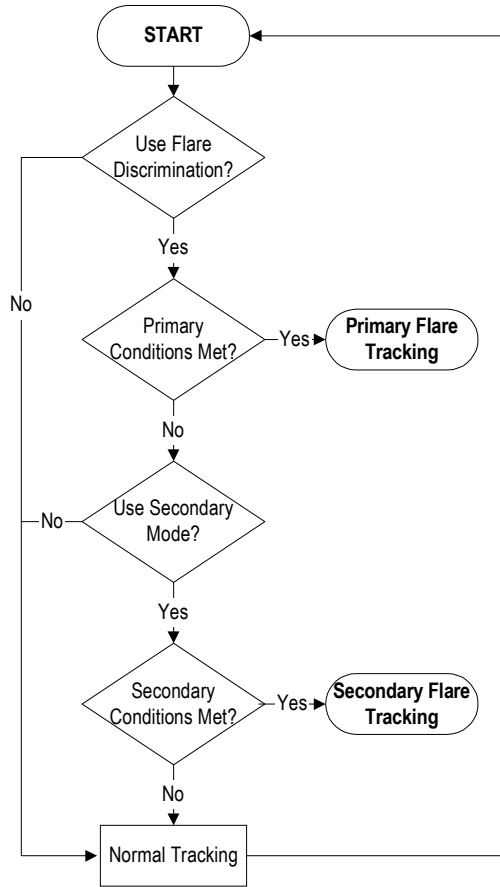 START
Use Flare
Discrimination?
Yes
No
Primary
Conditions Met?
Yes
Primary Flare
Tracking
No
Use Secondary
Mode?
No
Yes
Secondary
Conditions Met?
Yes
Secondary Flare
Tracking
No
Normal Tracking